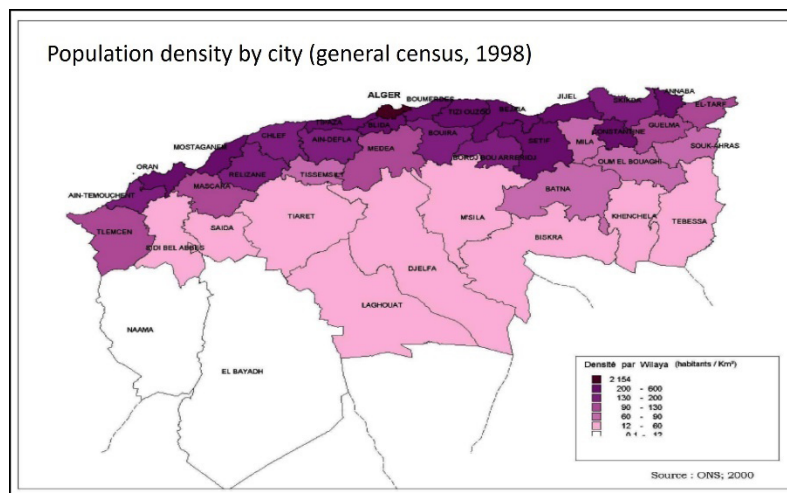 Population density by city (general census, 1998)
ALGER
BOUMERDES
JIJEL
SKIKDA
ANNABA
EL-TARF
TIZI OUZOU
BEJAIA
TIPAZA
BLIDA
MOSTAGANEM
CHLEF
AIN-DEFLA
MEDEA
BOUIRA
SETIF
MILA
CONSTANTINE
GUELMA
SOUK-AHRAS
ORAN
BORDJ BOU ARRERIDJ
OUM EL BOUAGHI
RELIZANE
TISSEMSILT
AIN-TEMOUCHENT
MASCARA
BATNA
KHENCHELA
TEBESSA
TIARET
M'SILA
TLEMCEN
SIDI BEL ABBES
SAIDA
BISKRA
DJELFA
LAGHOUAT
NAAMA
EL BAYADH
Densité par Wilaya (habitants / Km²)
2 154
200 - 600
130 - 200
90 - 130
60 - 90
12 - 60
0.1 - 12
Source : ONS; 2000